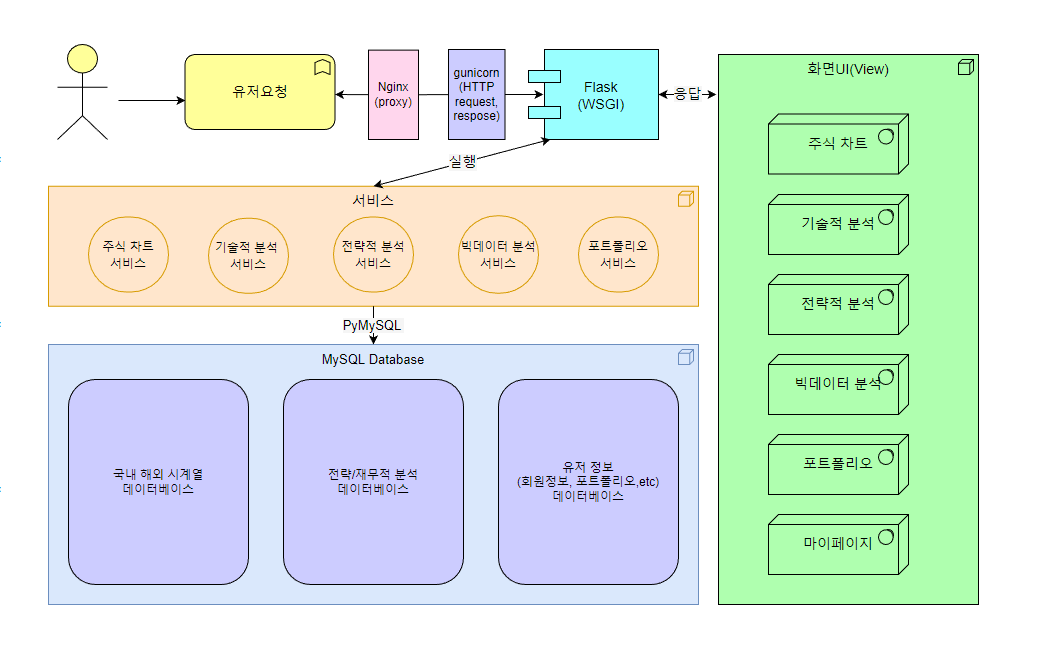 유저요청
Nginx
(proxy)
gunicorn
(HTTP
request,
respose)
Flask
(WSGI)
응답
실행
서비스
주식 차트
서비스
기술적 분석
서비스
전략적 분석
서비스
빅데이터 분석
서비스
포트폴리오
서비스
PyMySQL
MySQL Database
국내 해외 시계열
데이터베이스
전략/재무적 분석
데이터베이스
유저 정보
(회원정보, 포트폴리오,etc)
데이터베이스
화면UI(View)
주식 차트
기술적 분석
전략적 분석
빅데이터 분석
포트폴리오
마이페이지